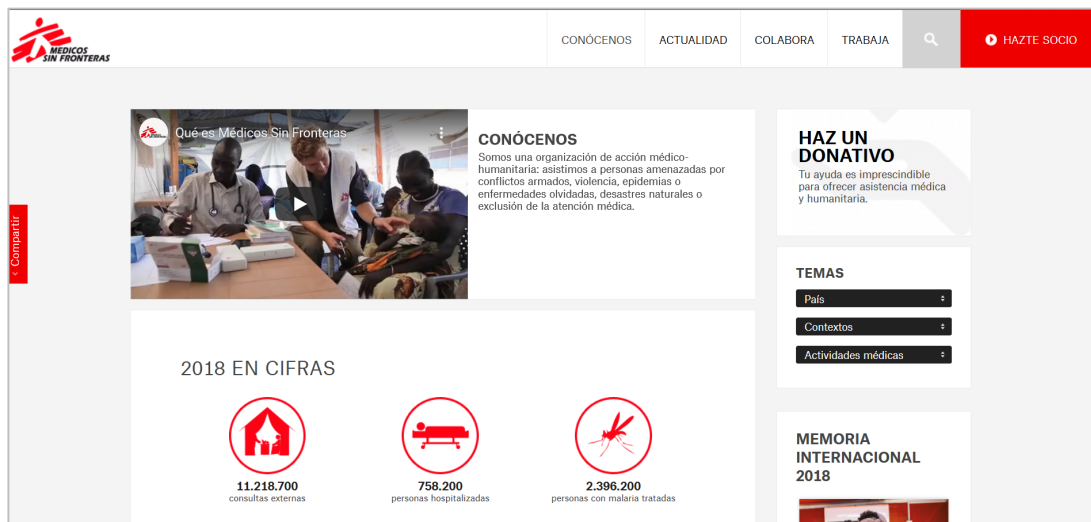 MEDICOS
SIN FRONTERAS
CONÓCENOS
ACTUALIDAD
COLABORA
TRABAJA
HAZTE SOCIO
‹ Compartir
Qué es Médicos Sin Fronteras
CONÓCENOS
Somos una organización de acción médico-
humanitaria: asistimos a personas amenazadas por
conflictos armados, violencia, epidemias o
enfermedades olvidadas, desastres naturales o
exclusión de la atención médica.
2018 EN CIFRAS
11.218.700
consultas externas
758.200
personas hospitalizadas
2.396.200
personas con malaria tratadas
HAZ UN
DONATIVO
Tu ayuda es imprescindible
para ofrecer asistencia médica
y humanitaria.
TEMAS
País
Contextos
Actividades médicas
MEMORIA
INTERNACIONAL
2018